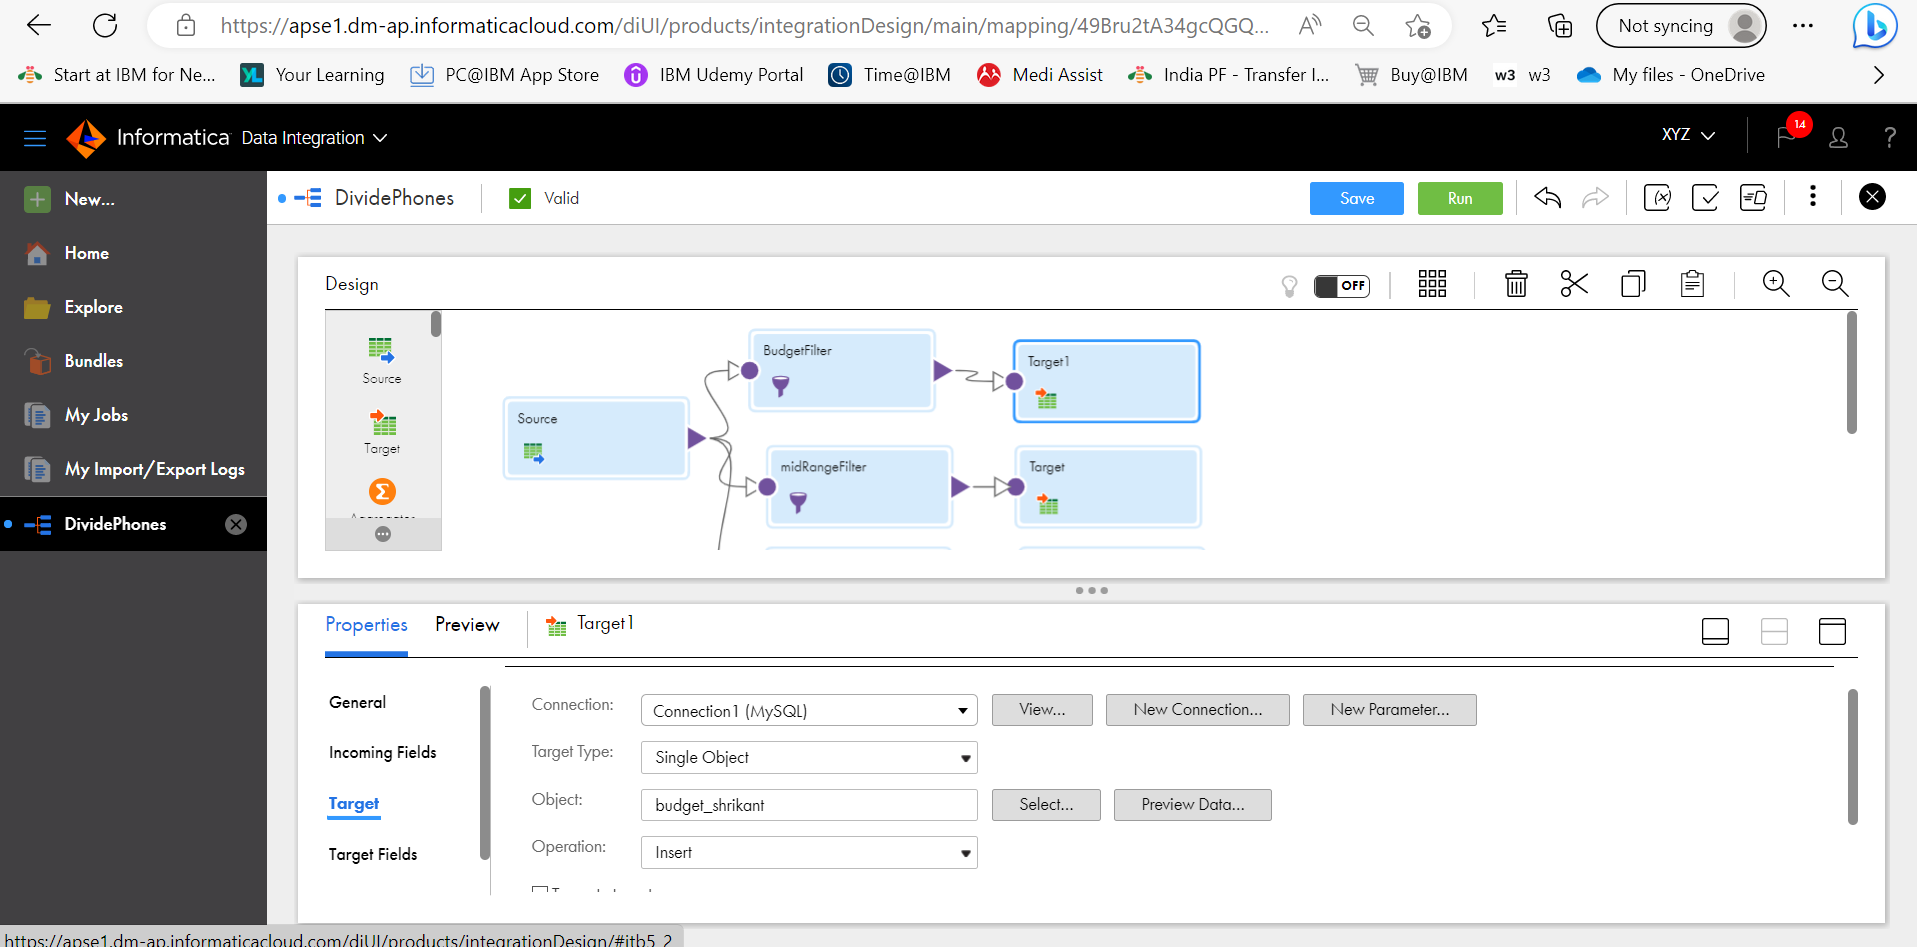 https://apse1.dm-ap.informaticacloud.com/diUI/products/integrationDesign/main/mapping/49Bru2tA34gcQGQ...
Not syncing
Start at IBM for Ne...
Your Learning
PC@IBM App Store
IBM Udemy Portal
Time@IBM
Medi Assist
India PF - Transfer I...
Buy@IBM
w3 w3
My files - OneDrive
Informatica Data Integration
XYZ
14
?
New...
Home
Explore
Bundles
My Jobs
My Import/Export Logs
DividePhones
DividePhones
Valid
Save
Run
Design
OFF
Source
Target
BudgetFilter
Target1
Source
midRangeFilter
Target
Properties
Preview
Target1
General
Incoming Fields
Target
Target Fields
Connection:
Connection1 (MySQL)
View...
New Connection...
New Parameter...
Target Type:
Single Object
Object:
budget_shrikant
Select...
Preview Data...
Operation:
Insert
https://apse1.dm-ap.informaticacloud.com/diUI/products/integrationDesign/#itb5_2